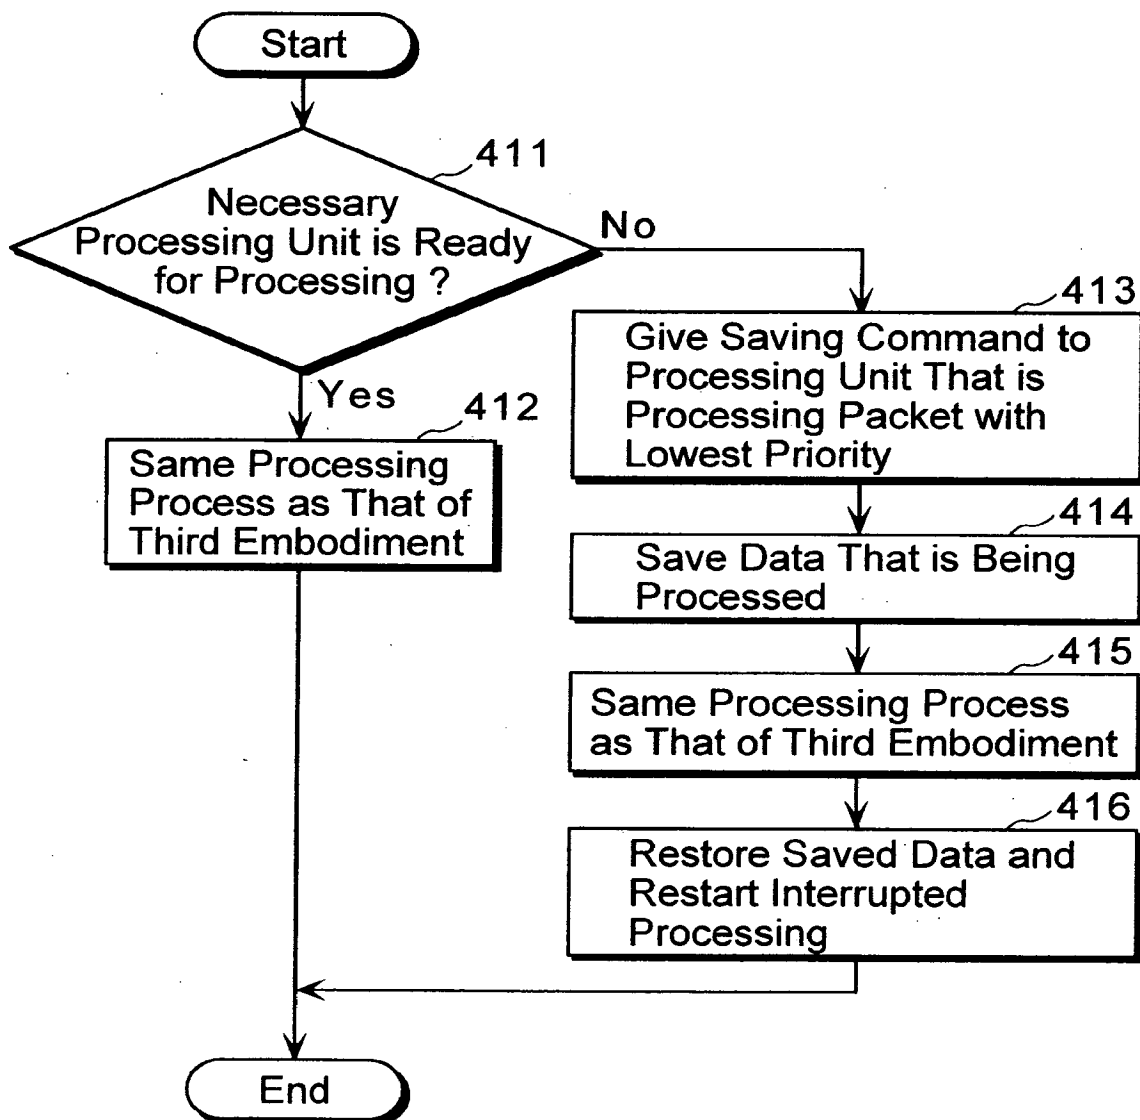 Start
411
Necessary
Processing Unit is Ready
for Processing ?
No
Yes
412
Same Processing
Process as That of
Third Embodiment
413
Give Saving Command to
Processing Unit That is
Processing Packet with
Lowest Priority
414
Save Data That is Being
Processed
415
Same Processing Process
as That of Third Embodiment
416
Restore Saved Data and
Restart Interrupted
Processing
End